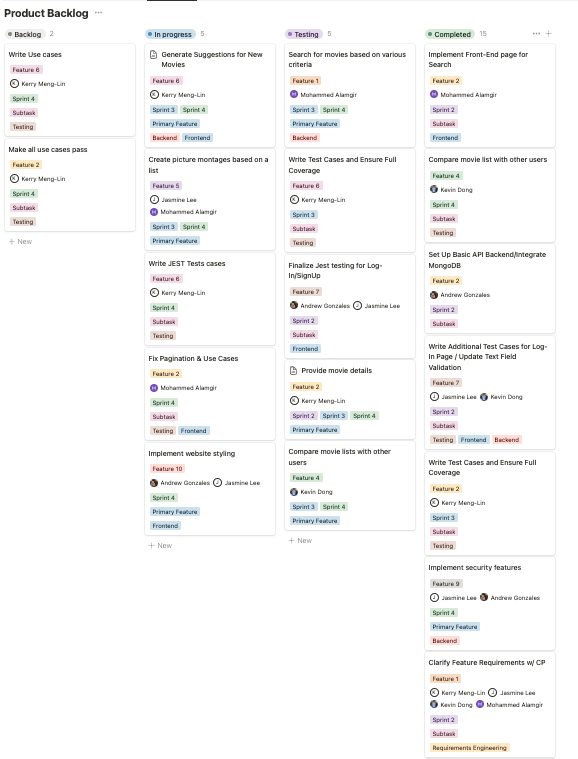 Product Backlog ...
Backlog 2
Write Use cases
Feature 6
K Kerry Meng-Lin
Sprint 4
Subtask
Testing
Make all use cases pass
Feature 2
K Kerry Meng-Lin
Sprint 4
Subtask
Testing
+ New
In progress 5
Generate Suggestions for New
Movies
Feature 6
K Kerry Meng-Lin
Sprint 3 Sprint 4
Primary Feature
Backend Frontend
Create picture montages based on a
list
Feature 5
J Jasmine Lee
M Mohammed Alamgir
Sprint 3 Sprint 4
Primary Feature
Write JEST Tests cases
Feature 6
K Kerry Meng-Lin
Sprint 4
Subtask
Testing
Fix Pagination & Use Cases
Feature 2
M Mohammed Alamgir
Sprint 4
Subtask
Testing Frontend
Implement website styling
Feature 10
Andrew Gonzales J Jasmine Lee
Sprint 4
Primary Feature
Frontend
+ New
Testing 5
Search for movies based on various
criteria
Feature 1
M Mohammed Alamgir
Sprint 3 Sprint 4
Primary Feature
Backend
Write Test Cases and Ensure Full
Coverage
Feature 6
K Kerry Meng-Lin
Sprint 3
Subtask
Testing
Finalize Jest testing for Log-
In/SignUp
Feature 7
Andrew Gonzales J Jasmine Lee
Sprint 2
Subtask
Frontend
Provide movie details
Feature 2
K Kerry Meng-Lin
Sprint 2 Sprint 3 Sprint 4
Primary Feature
Compare movie lists with other
users
Feature 4
Kevin Dong
Sprint 3 Sprint 4
Primary Feature
+ New
Completed 15 ... +
Implement Front-End page for
Search
Feature 2
M Mohammed Alamgir
Sprint 2
Subtask
Frontend
Compare movie list with other users
Feature 4
Kevin Dong
Sprint 4
Subtask
Testing
Set Up Basic API Backend/Integrate
MongoDB
Feature 2
Andrew Gonzales
Sprint 2
Subtask
Write Additional Test Cases for Log-
In Page / Update Text Field
Validation
Feature 7
J Jasmine Lee Kevin Dong
Sprint 2
Subtask
Testing Frontend Backend
Write Test Cases and Ensure Full
Coverage
Feature 2
K Kerry Meng-Lin
Sprint 3
Subtask
Testing
Implement security features
Feature 9
J Jasmine Lee Andrew Gonzales
Sprint 4
Primary Feature
Backend
Clarify Feature Requirements w/ CP
Feature 1
K Kerry Meng-Lin J Jasmine Lee
Kevin Dong M Mohammed Alamgir
Sprint 2
Subtask
Requirements Engineering